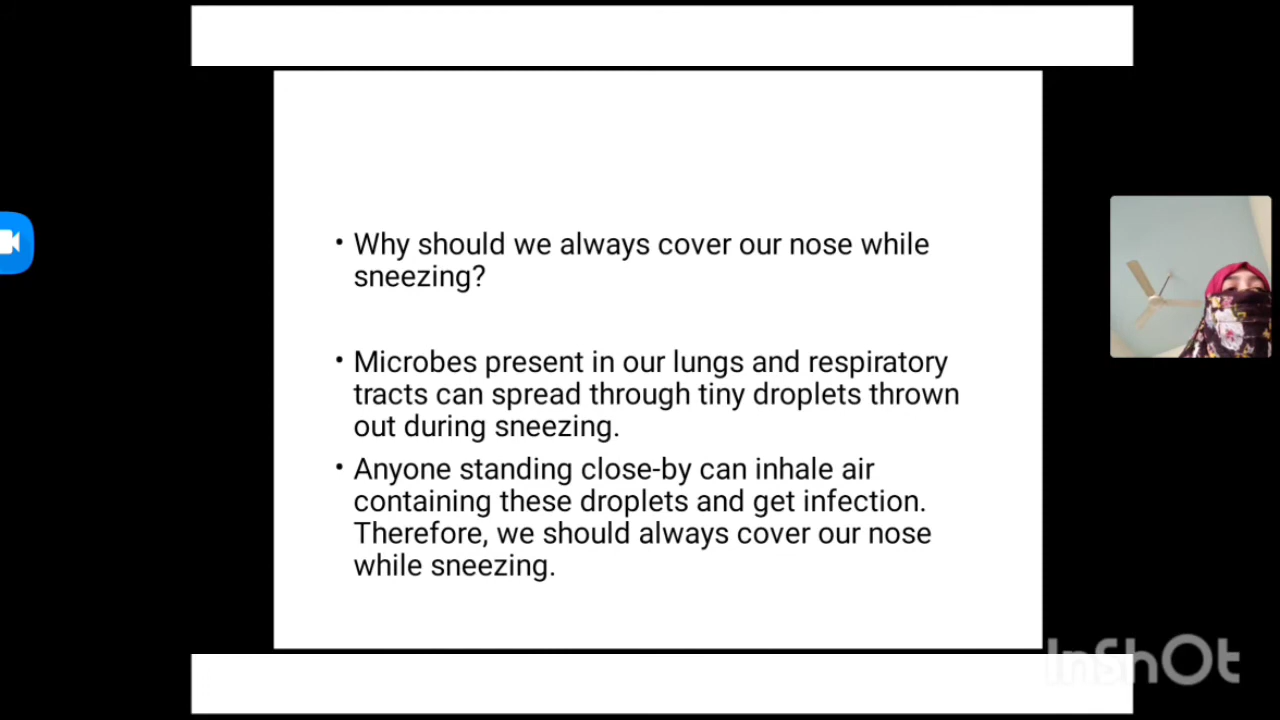 • Why should we always cover our nose while
sneezing?
• Microbes present in our lungs and respiratory
tracts can spread through tiny droplets thrown
out during sneezing.
• Anyone standing close-by can inhale air
containing these droplets and get infection.
Therefore, we should always cover our nose
while sneezing.
InShOt